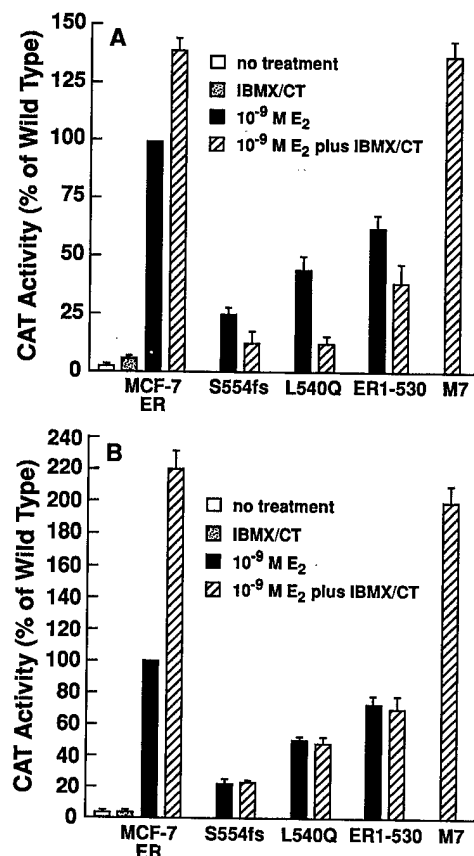 A
CAT Activity (% of Wild Type)
150
125
100
75
50
25
0
no treatment
IBMX/CT
10⁻⁹ M E₂
10⁻⁹ M E₂ plus IBMX/CT
MCF-7 S554fs L540Q ER1-530 M7
ER
B
CAT Activity (% of Wild Type)
240
220
200
180
160
140
120
100
80
60
40
20
0
no treatment
IBMX/CT
10⁻⁹ M E₂
10⁻⁹ M E₂ plus IBMX/CT
MCF-7 S554fs L540Q ER1-530 M7
ER